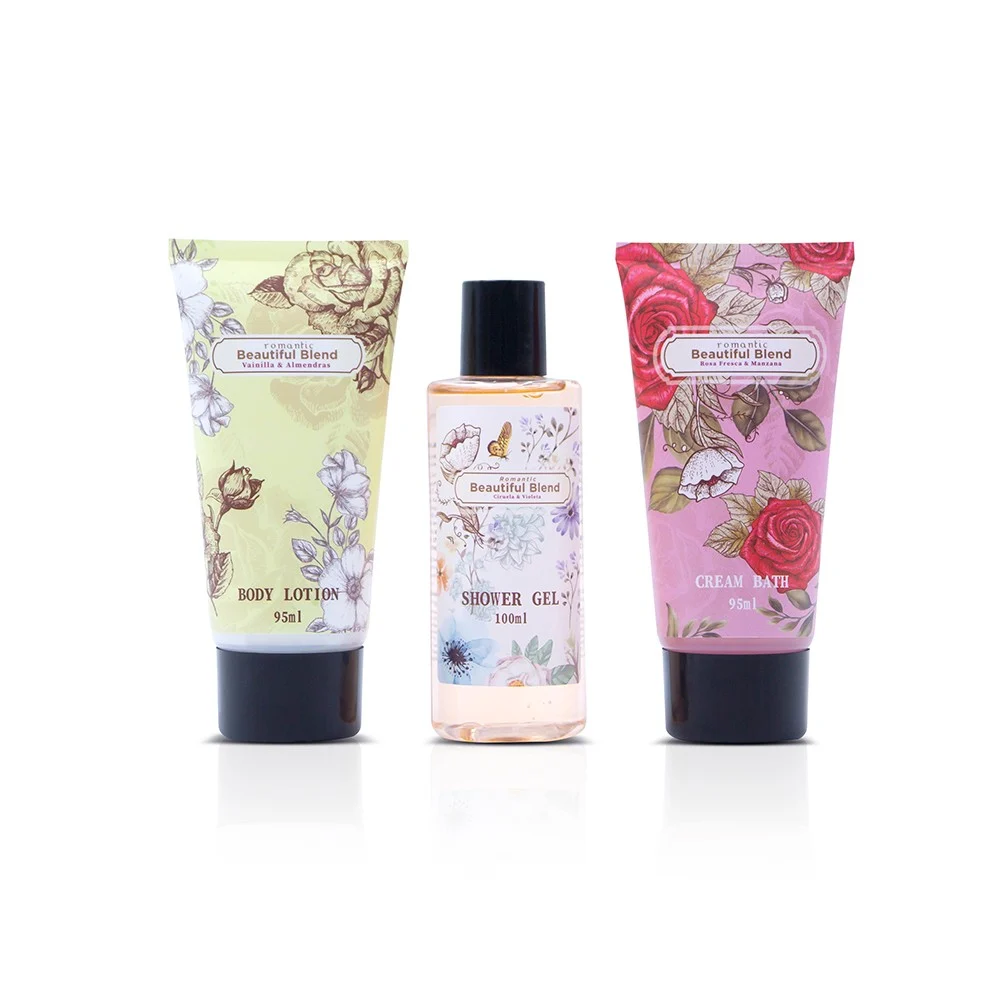 romantic
Beautiful Blend
Vainilla & Almendras
BODY LOTION
95ml
Romantic
Beautiful Blend
Ciruela & Violeta
SHOWER GEL
100ml
romantic
Beautiful Blend
Rosa Fresca & Manzana
CREAM BATH
95ml